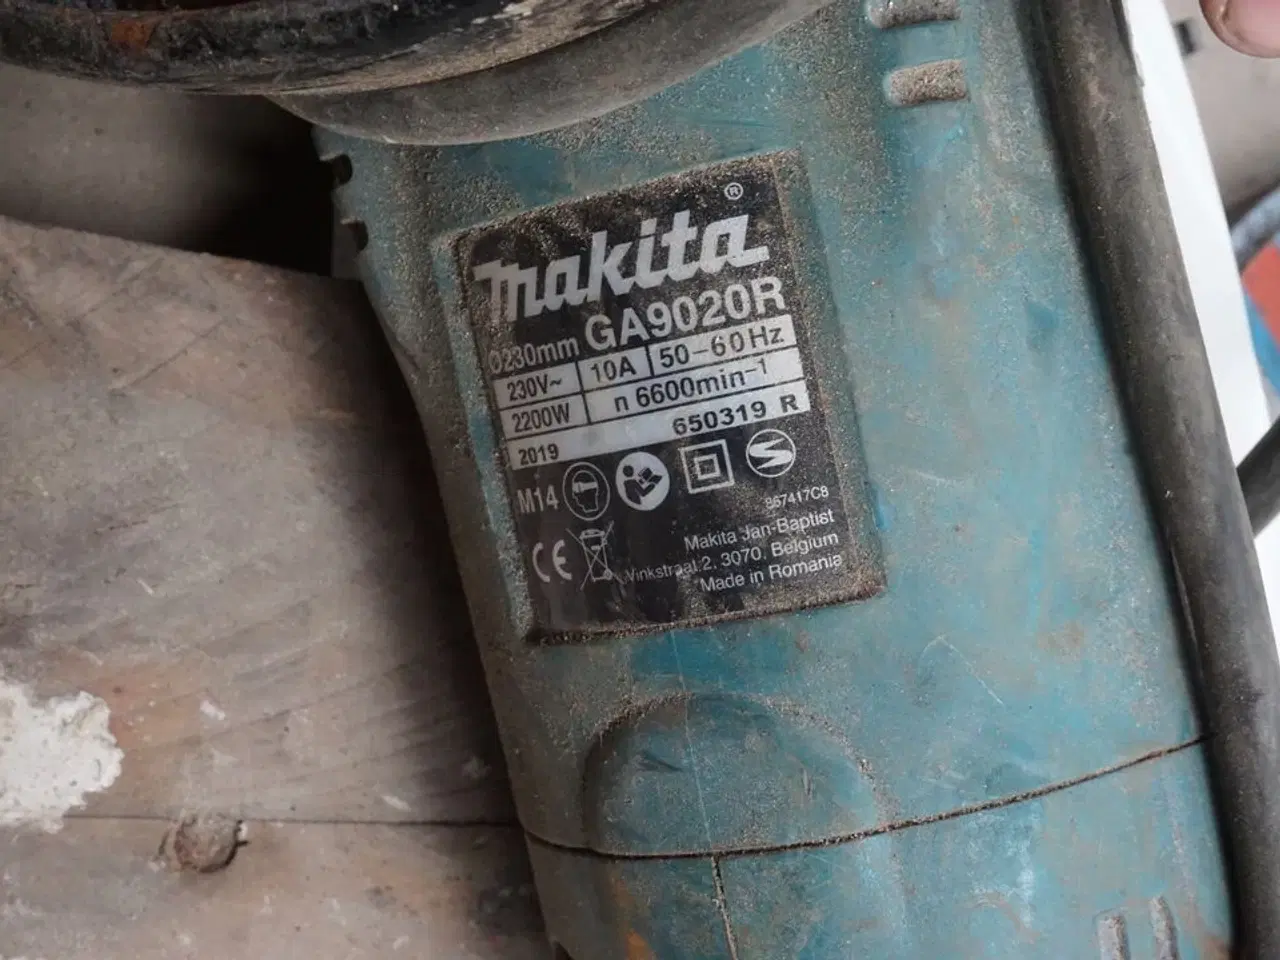 makita®
Ø230mm GA9020R
230V~ 10A 50-60Hz
2200W n 6600min-1
2019 650319 R
M14
867417C8
CE
Makita Jan-Baptist
Vinkstraat 2, 3070, Belgium
Made in Romania